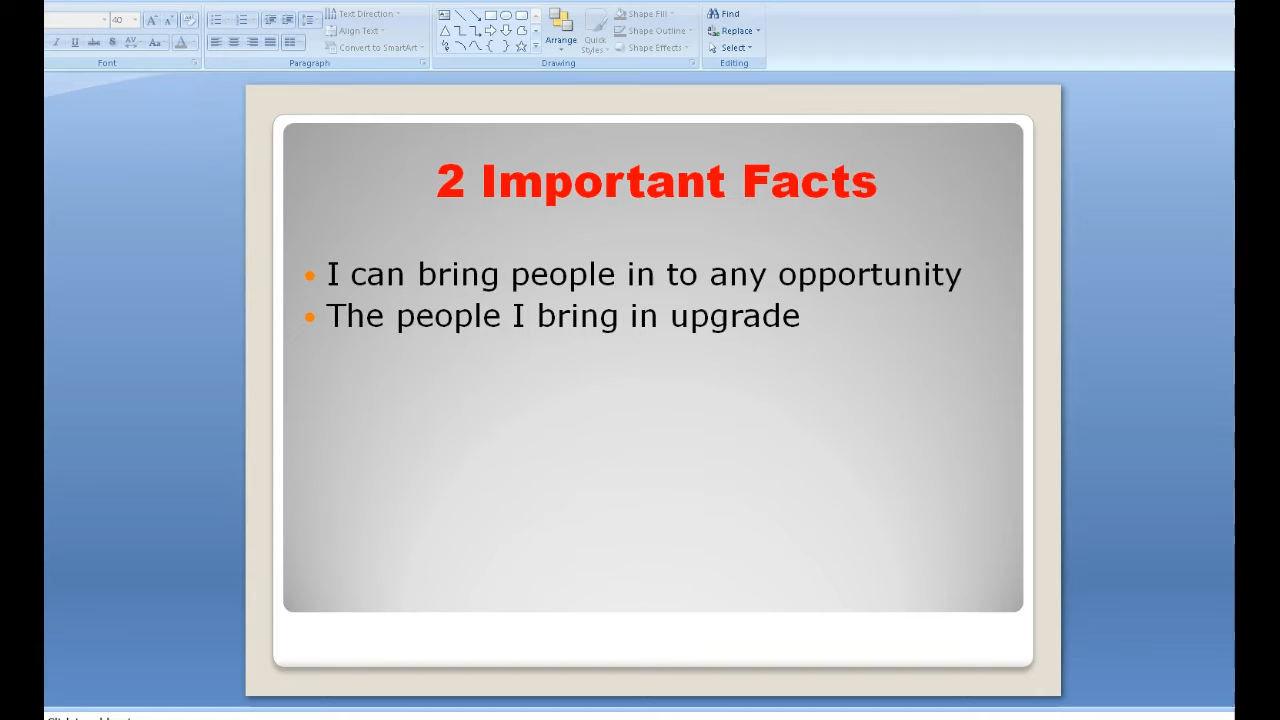 40
Text Direction
Align Text
Convert to SmartArt
Arrange
Quick
Styles
Shape Fill
Shape Outline
Shape Effects
Find
Replace
Select
Font
Paragraph
Drawing
Editing
2 Important Facts
I can bring people in to any opportunity
The people I bring in upgrade